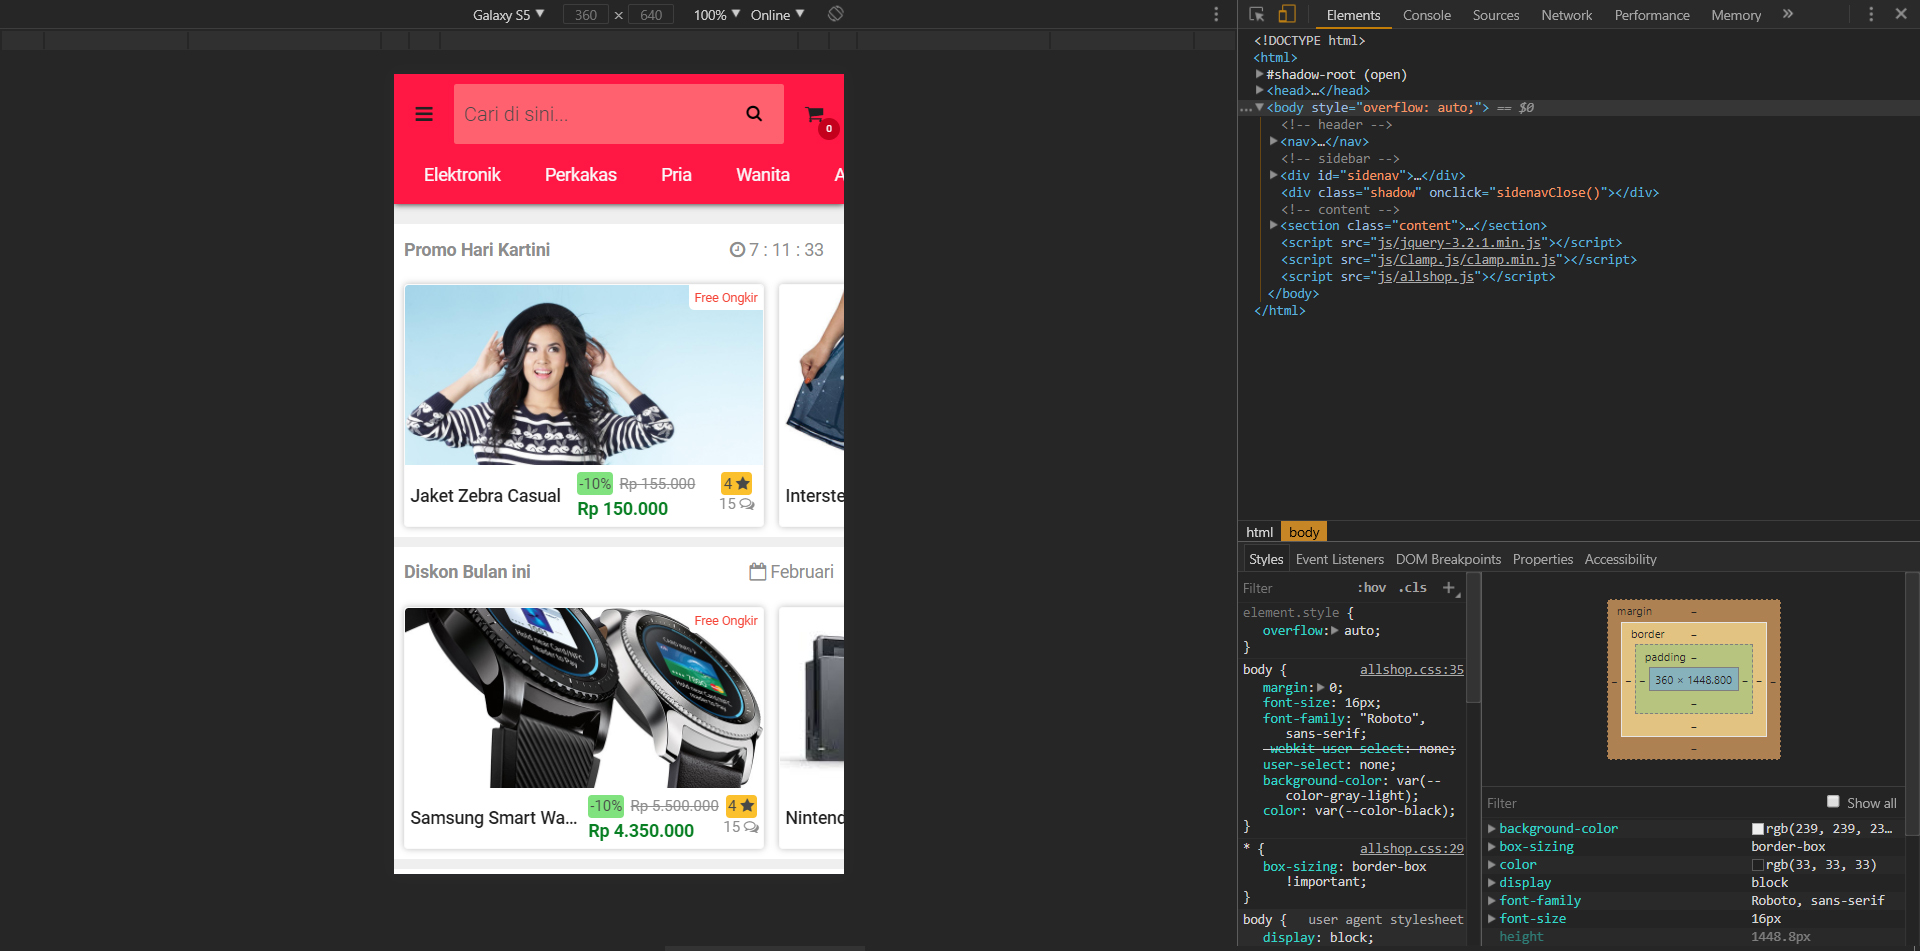 Galaxy S5 ▼ 360 × 640 100% ▼ Online ▼
Elements Console Sources Network Performance Memory »
Cari di sini...
0
Elektronik Perkakas Pria Wanita A
Promo Hari Kartini 7 : 11 : 33
Free Ongkir
Jaket Zebra Casual
-10% Rp 155.000
Rp 150.000
4
15
Interste
Diskon Bulan ini Februari
Free Ongkir
Samsung Smart Wa...
-10% Rp 5.500.000
Rp 4.350.000
4
15
Nintend
<!DOCTYPE html>
<html>
#shadow-root (open)
<head>…</head>
<body style="overflow: auto;"> == $0
<!-- header -->
<nav>…</nav>
<!-- sidebar -->
<div id="sidenav">…</div>
<div class="shadow" onclick="sidenavClose()"></div>
<!-- content -->
<section class="content">…</section>
<script src="js/jquery-3.2.1.min.js"></script>
<script src="js/Clamp.js/clamp.min.js"></script>
<script src="js/allshop.js"></script>
</body>
</html>
html body
Styles Event Listeners DOM Breakpoints Properties Accessibility
Filter :hov .cls +
element.style {
overflow: auto;
}
body { allshop.css:35
margin: 0;
font-size: 16px;
font-family: "Roboto",
sans-serif;
-webkit-user-select: none;
user-select: none;
background-color: var(--
color-gray-light);
color: var(--color-black);
}
* { allshop.css:29
box-sizing: border-box
!important;
}
body { user agent stylesheet
display: block;
margin –
border –
padding –
360 × 1448.800
Filter Show all
background-color rgb(239, 239, 23…
box-sizing border-box
color rgb(33, 33, 33)
display block
font-family Roboto, sans-serif
font-size 16px
height 1448.8px